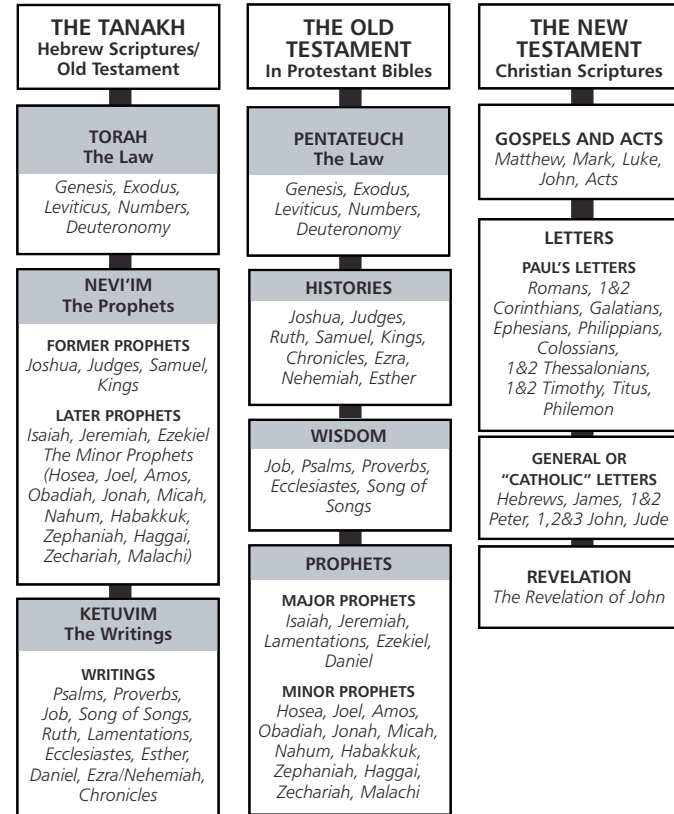 THE TANAKH
Hebrew Scriptures/
Old Testament
TORAH
The Law
Genesis, Exodus,
Leviticus, Numbers,
Deuteronomy
NEVI’IM
The Prophets
FORMER PROPHETS
Joshua, Judges, Samuel,
Kings
LATER PROPHETS
Isaiah, Jeremiah, Ezekiel
The Minor Prophets
(Hosea, Joel, Amos,
Obadiah, Jonah, Micah,
Nahum, Habakkuk,
Zephaniah, Haggai,
Zechariah, Malachi)
KETUVIM
The Writings
WRITINGS
Psalms, Proverbs,
Job, Song of Songs,
Ruth, Lamentations,
Ecclesiastes, Esther,
Daniel, Ezra/Nehemiah,
Chronicles
THE OLD
TESTAMENT
In Protestant Bibles
PENTATEUCH
The Law
Genesis, Exodus,
Leviticus, Numbers,
Deuteronomy
HISTORIES
Joshua, Judges,
Ruth, Samuel, Kings,
Chronicles, Ezra,
Nehemiah, Esther
WISDOM
Job, Psalms, Proverbs,
Ecclesiastes, Song of
Songs
PROPHETS
MAJOR PROPHETS
Isaiah, Jeremiah,
Lamentations, Ezekiel,
Daniel
MINOR PROPHETS
Hosea, Joel, Amos,
Obadiah, Jonah, Micah,
Nahum, Habakkuk,
Zephaniah, Haggai,
Zechariah, Malachi
THE NEW
TESTAMENT
Christian Scriptures
GOSPELS AND ACTS
Matthew, Mark, Luke,
John, Acts
LETTERS
PAUL’S LETTERS
Romans, 1&2
Corinthians, Galatians,
Ephesians, Philippians,
Colossians,
1&2 Thessalonians,
1&2 Timothy, Titus,
Philemon
GENERAL OR
“CATHOLIC” LETTERS
Hebrews, James, 1&2
Peter, 1,2&3 John, Jude
REVELATION
The Revelation of John